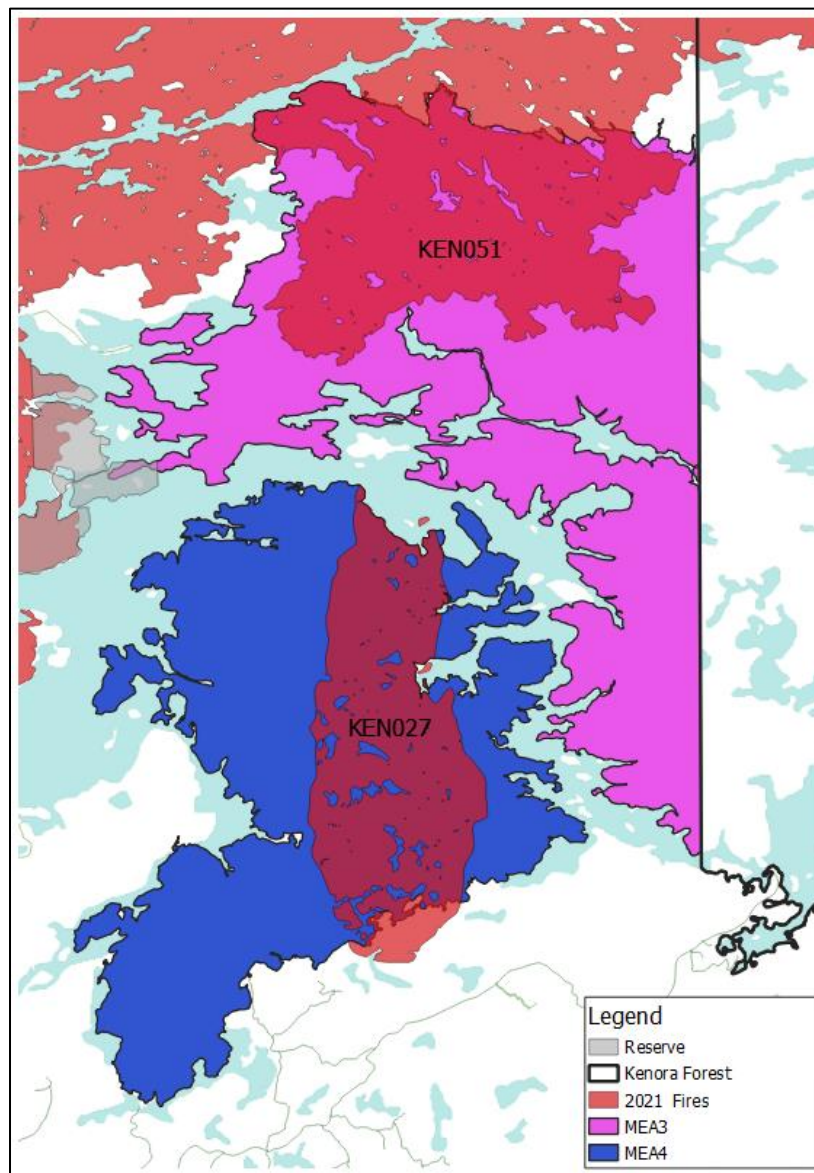 KEN051
KEN027
Legend
Reserve
Kenora Forest
2021 Fires
MEA3
MEA4